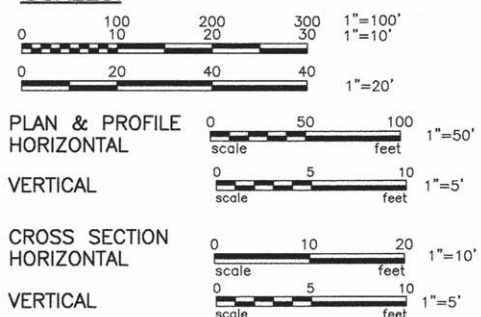 100 200 1"=100'
0 10 20 30 1"=10'
0 20 40 40 1"=20'
PLAN & PROFILE
HORIZONTAL
0 50 100 1"=50'
scale feet
VERTICAL
0 5 10 1"=5'
scale feet
CROSS SECTION
HORIZONTAL
0 10 20 1"=10'
scale feet
VERTICAL
0 5 10 1"=5'
scale feet